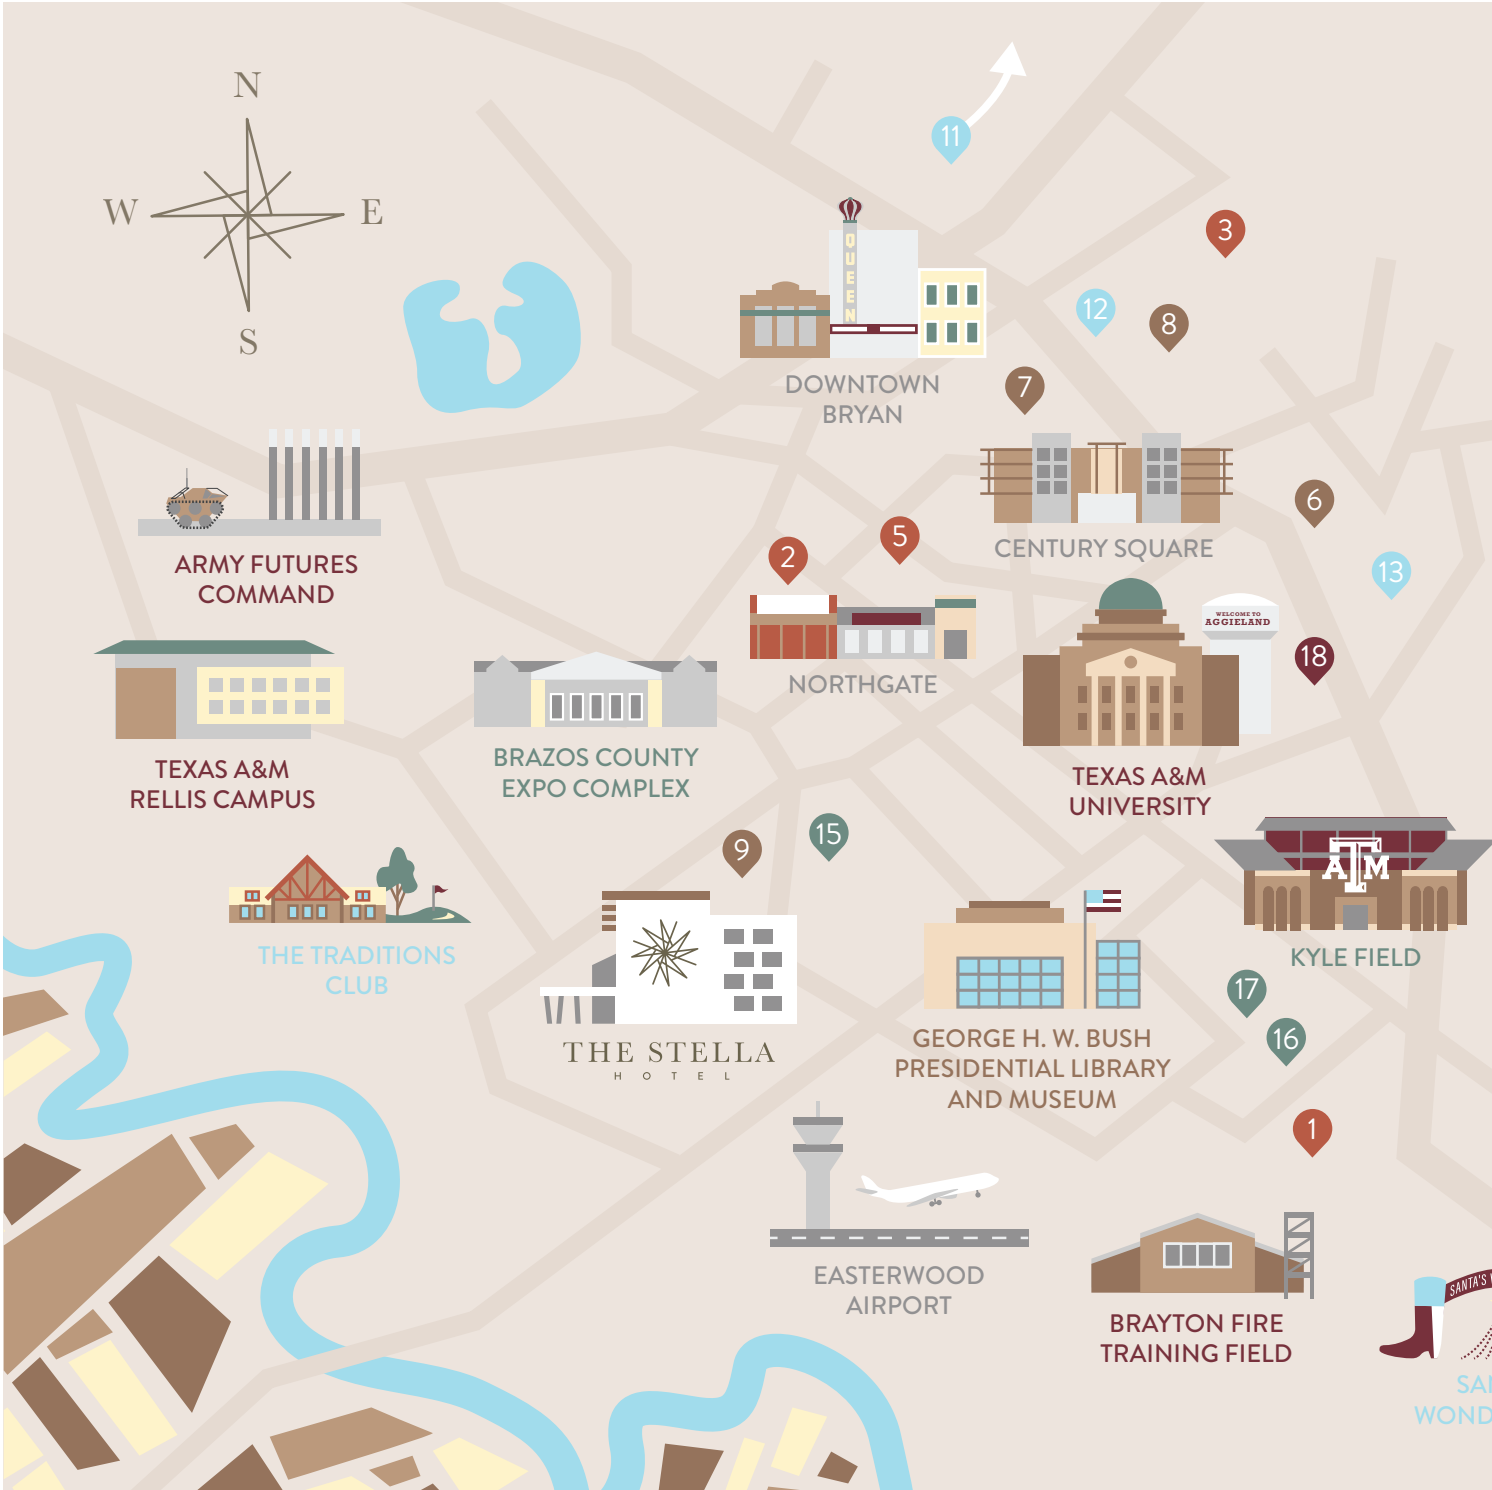 N
W
E
S
11
3
12
8
7
QUEEN
DOWNTOWN
BRYAN
6
CENTURY SQUARE
5
2
13
ARMY FUTURES
COMMAND
WELCOME TO
AGGIELAND
18
NORTHGATE
TEXAS A&M
RELLIS CAMPUS
BRAZOS COUNTY
EXPO COMPLEX
TEXAS A&M
UNIVERSITY
15
9
ATM
THE TRADITIONS
CLUB
KYLE FIELD
17
16
THE STELLA
HOTEL
GEORGE H. W. BUSH
PRESIDENTIAL LIBRARY
AND MUSEUM
1
EASTERWOOD
AIRPORT
BRAYTON FIRE
TRAINING FIELD
SANTA'S